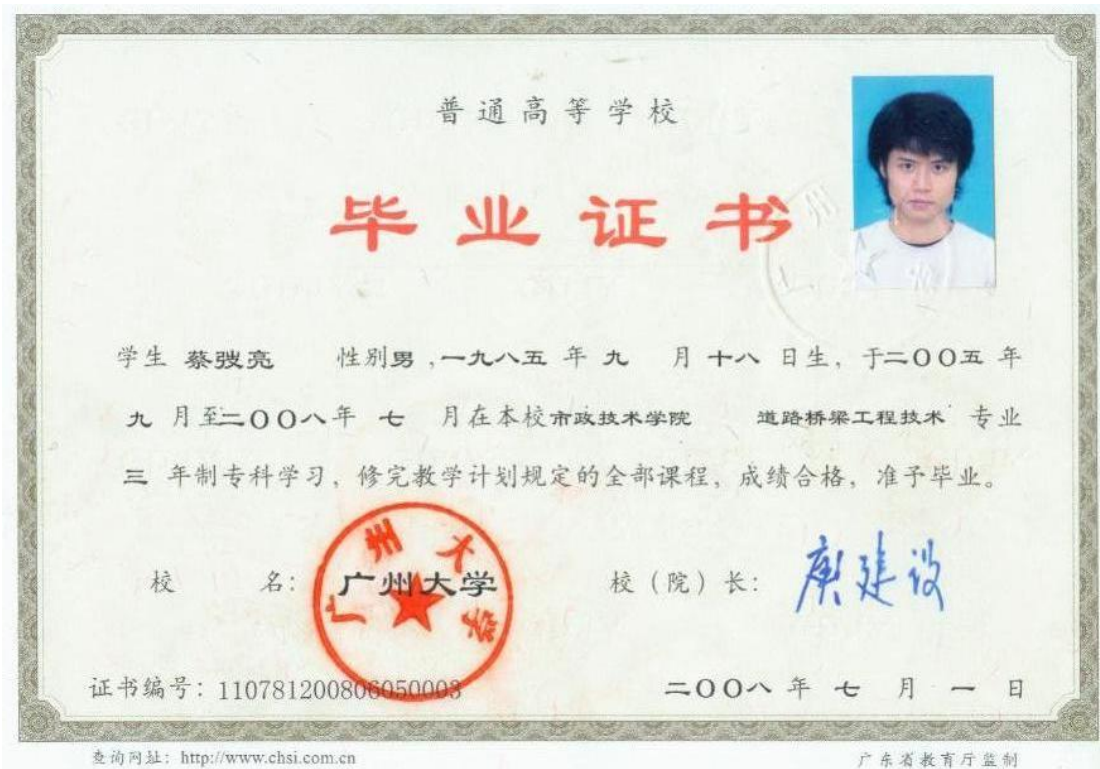 普通高等学校
毕业证书
学生 蔡弢亮 性别男,一九八五 年 九 月 十八 日生, 于二〇〇五 年
九 月至二〇〇八年 七 月在本校市政技术学院 道路桥梁工程技术 专业
三 年制专科学习, 修完教学计划规定的全部课程, 成绩合格, 准予毕业。
校 名: 广州大学 校(院)长: 庾建设
广州大学
证书编号: 110781200806050003 二〇〇八 年 七 月 一 日
查询网址: http://www.chsi.com.cn 广东省教育厅监制